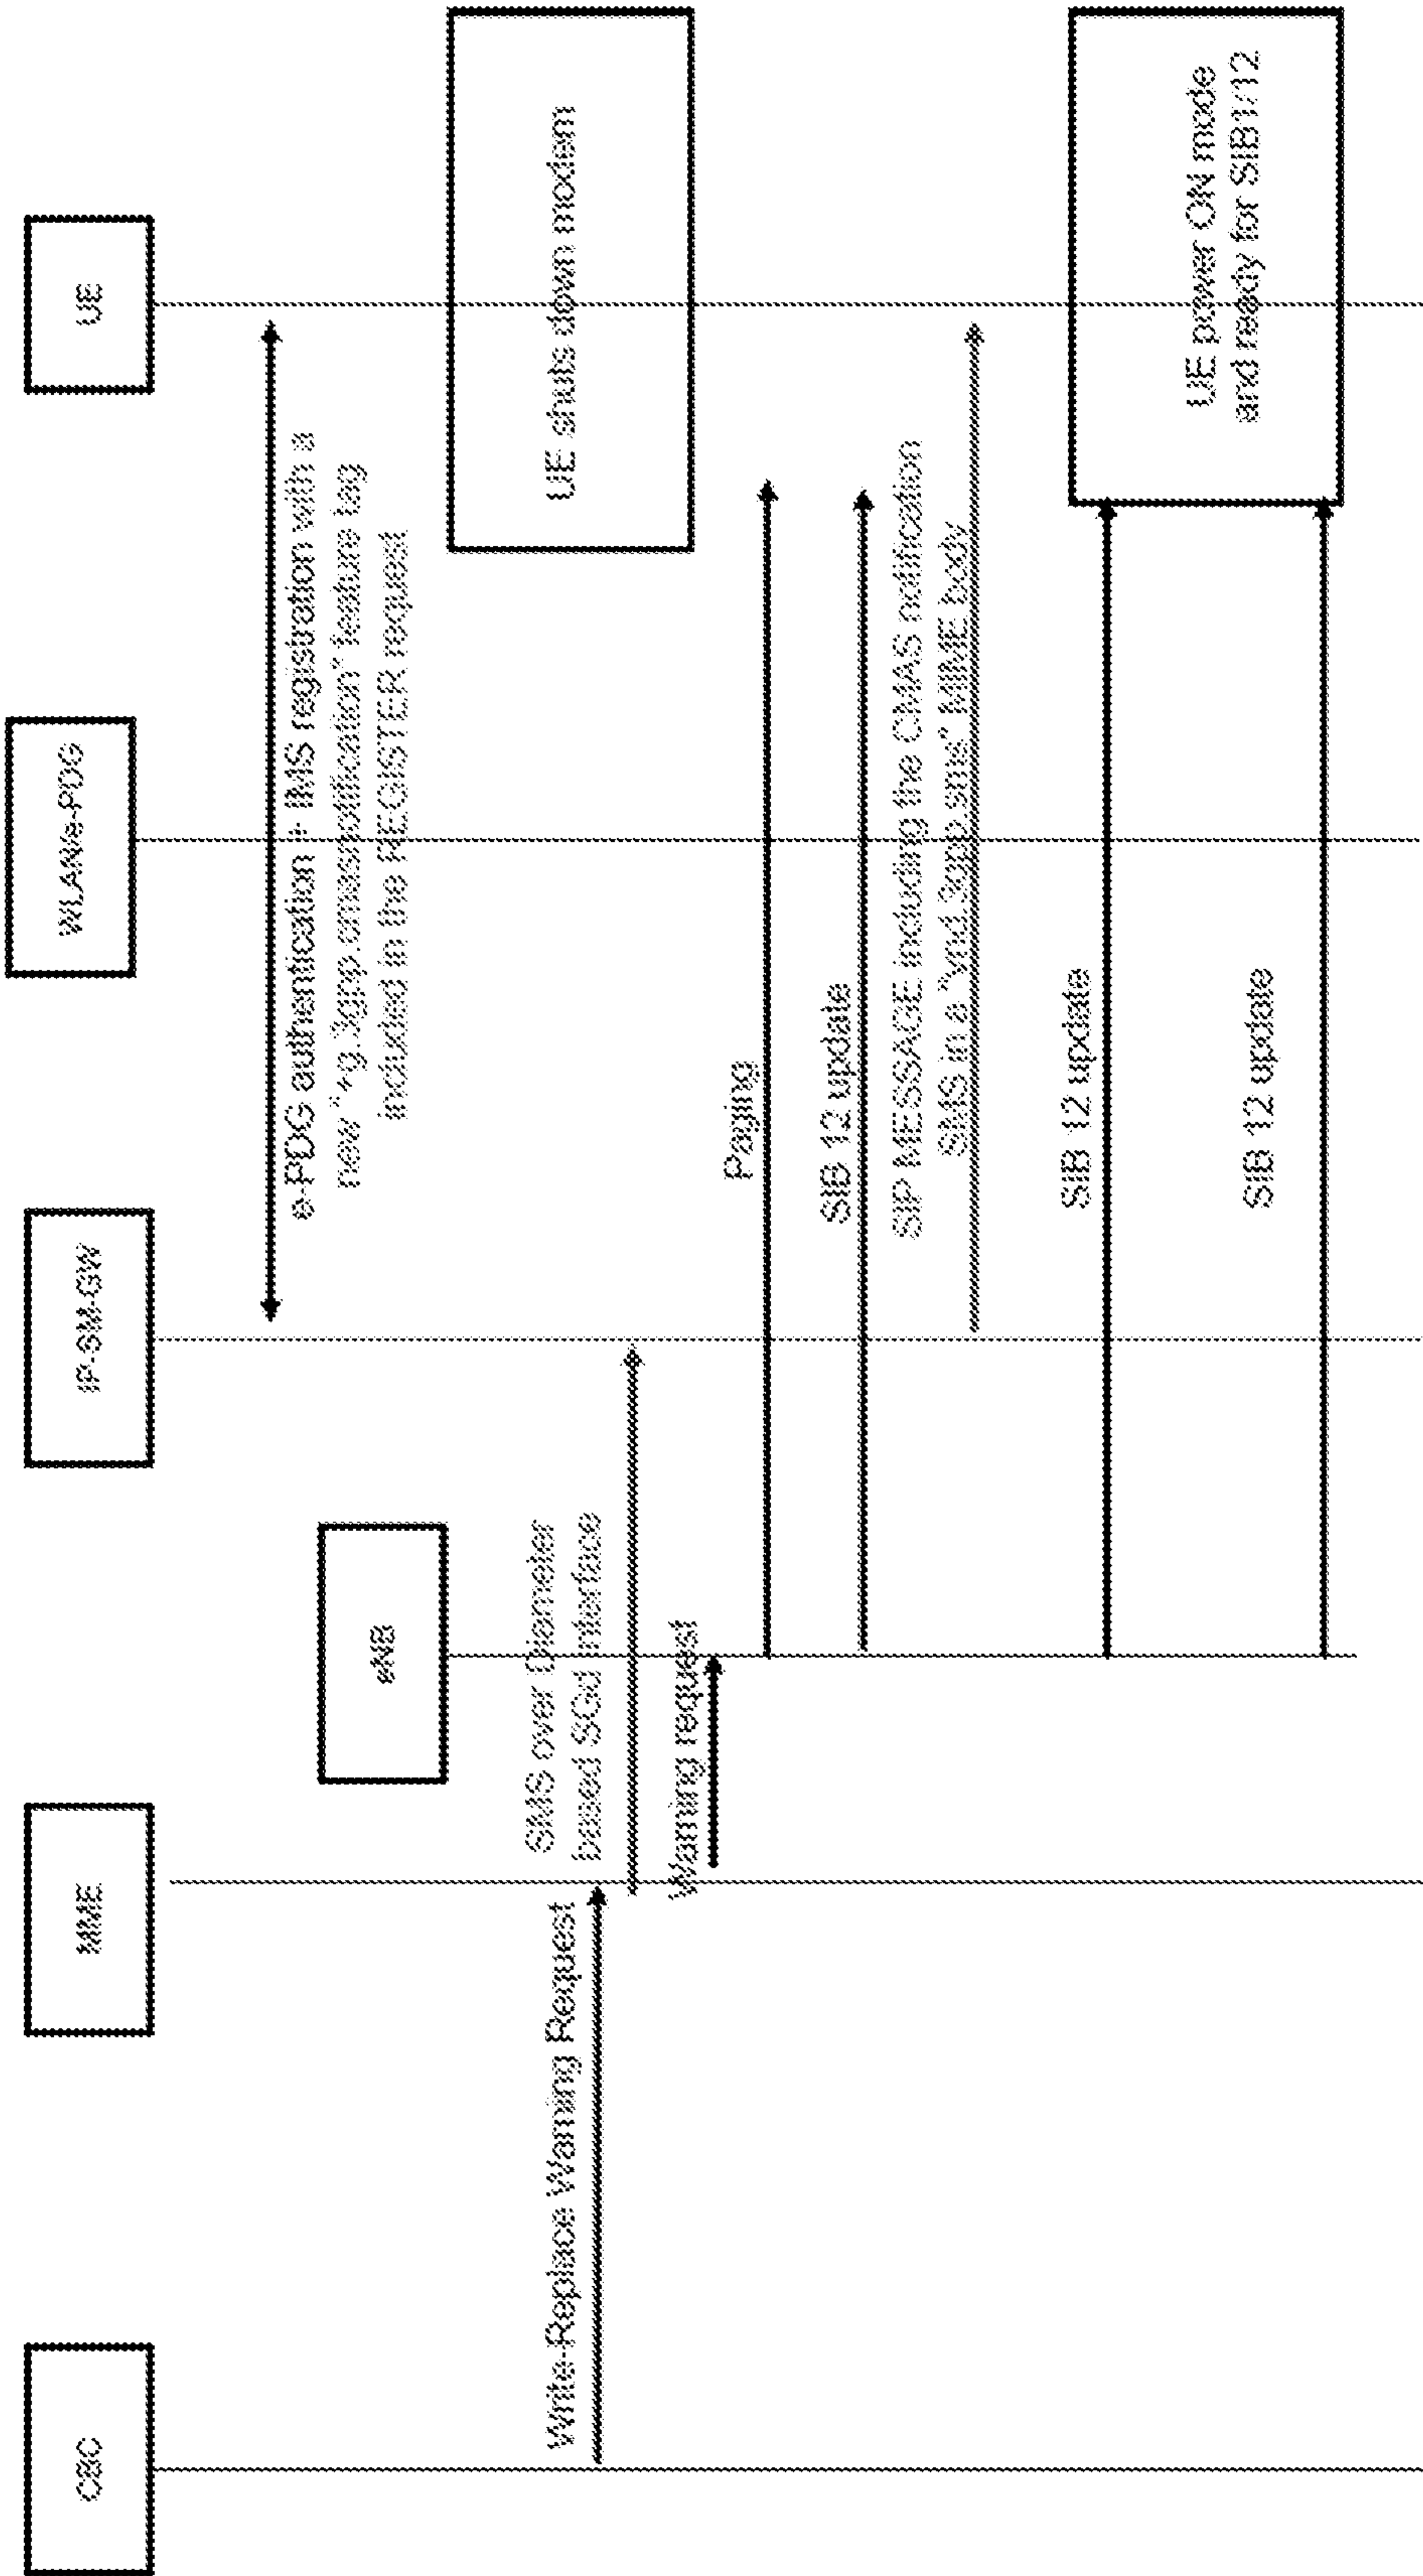 CBC
MME
eNB
IP-SM-GW
WLAN/e-PDG
UE
e-PDG authentication + IMS registration with a
new "+g.3gpp.cmasnotification" feature tag
included in the REGISTER request
UE shuts down modem
Write-Replace Warning Request
SMS over Diameter
based SGd interface
Warning request
Paging
SIB 12 update
SIP MESSAGE including the CMAS notification
SMS in a "vnd.3gpp.sms" MIME body
SIB 12 update
UE power ON mode
and ready for SIB1/12
SIB 12 update